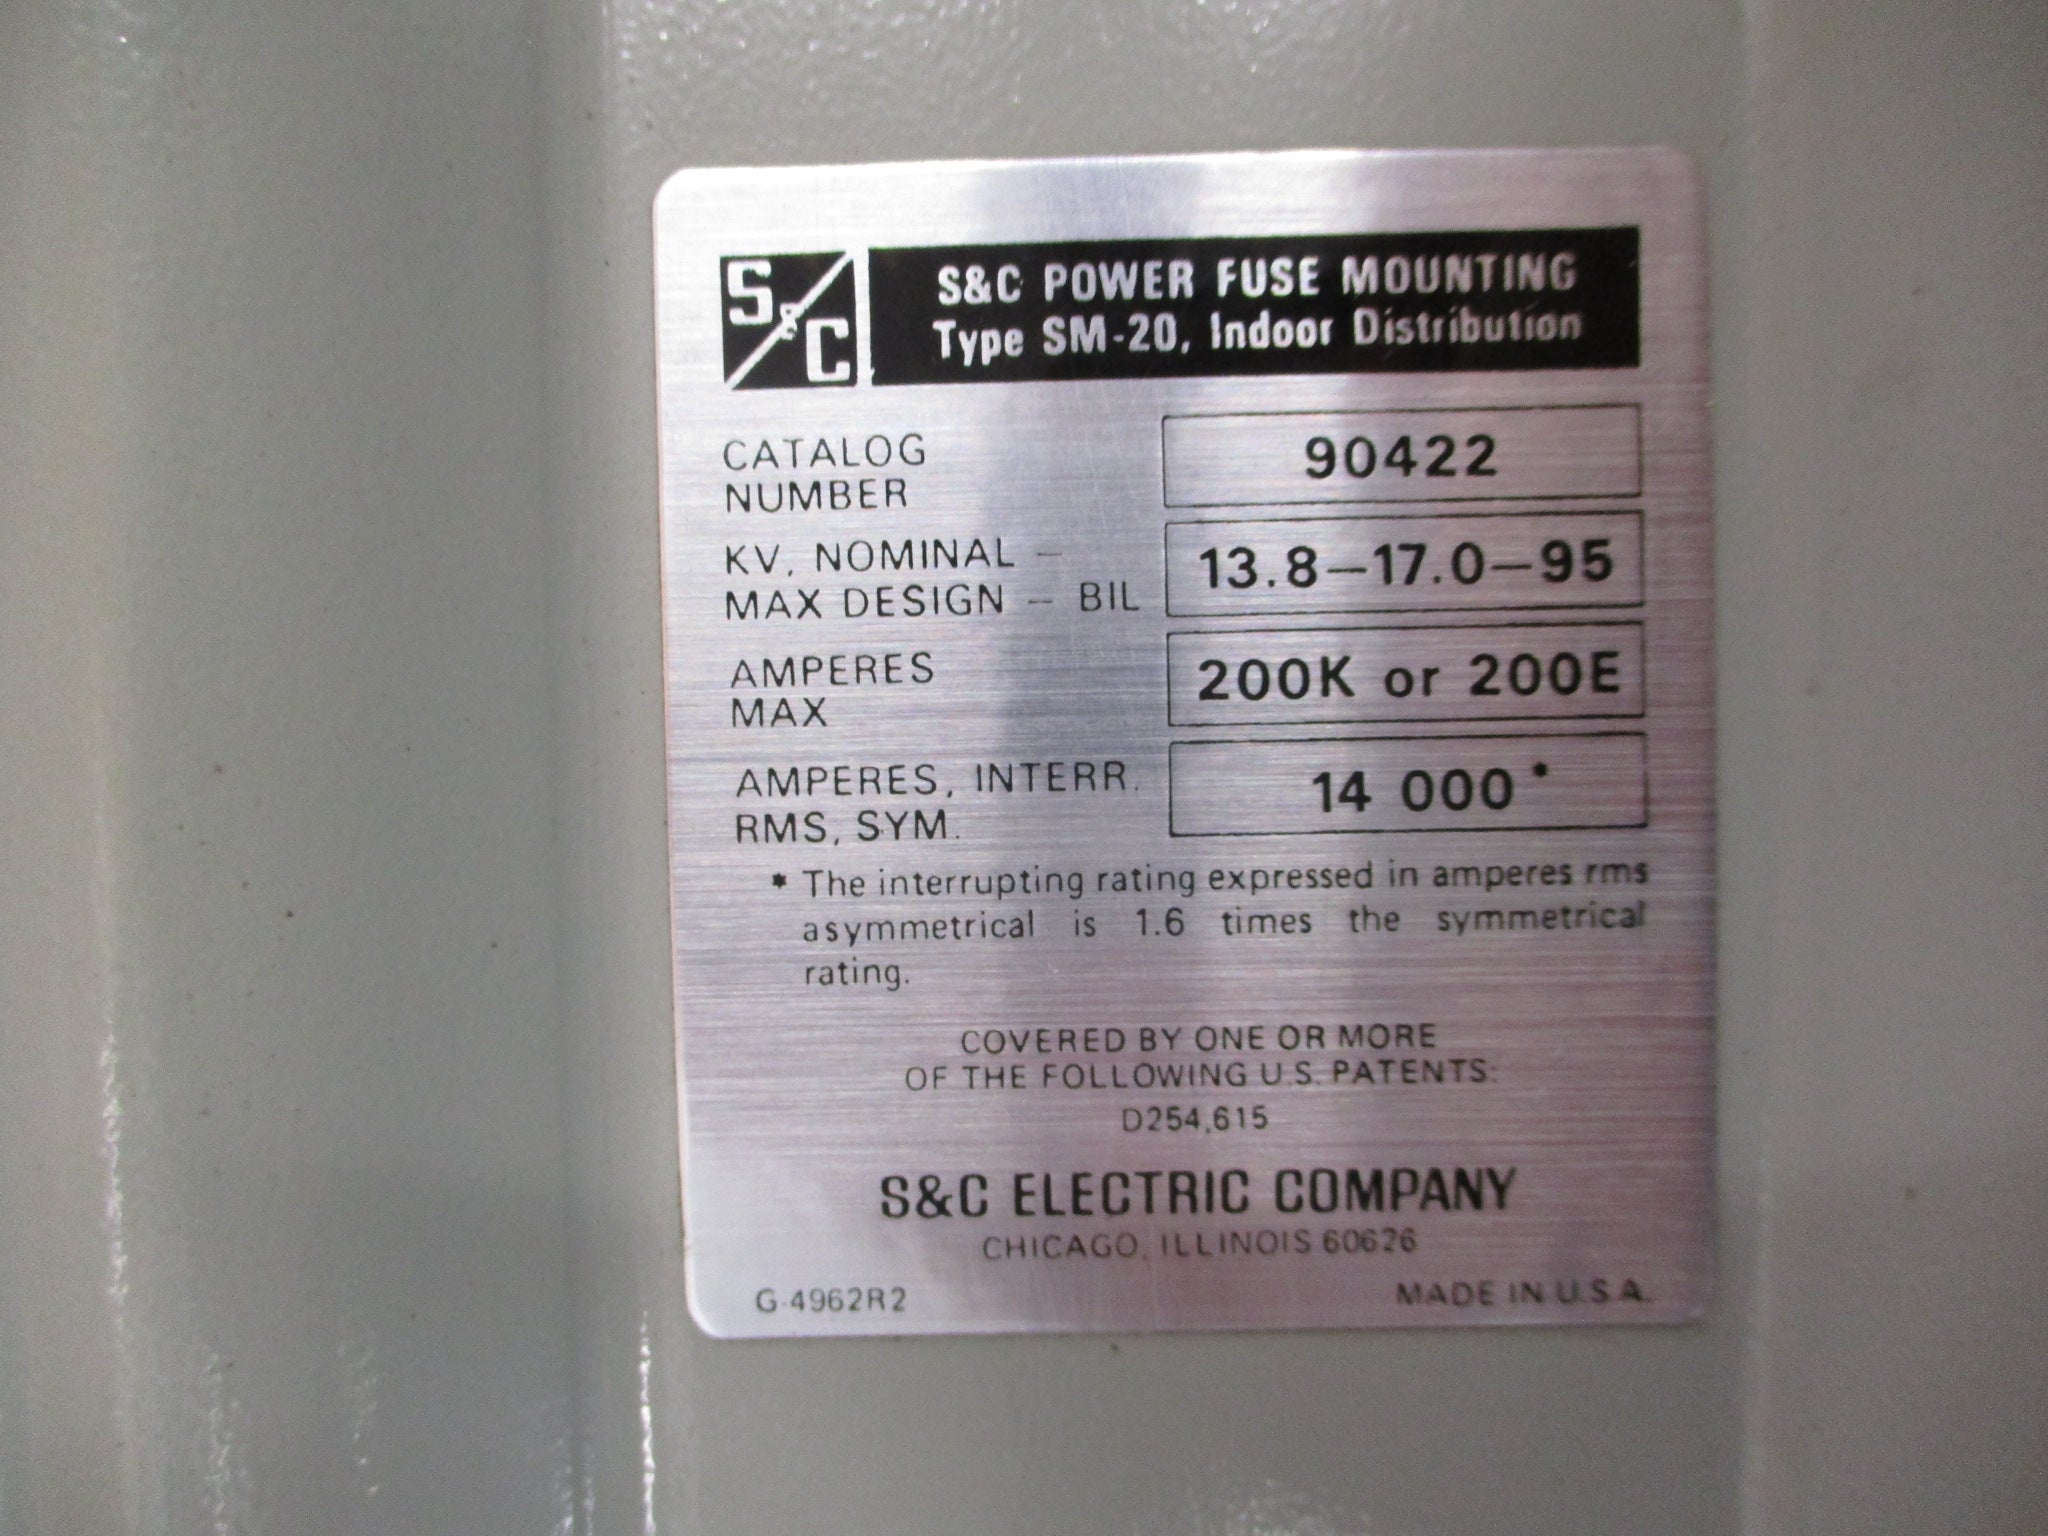 S&C
S&C POWER FUSE MOUNTING
Type SM-20, Indoor Distribution
CATALOG
NUMBER
90422
KV, NOMINAL –
MAX DESIGN – BIL
13.8–17.0–95
AMPERES
MAX
200K or 200E
AMPERES, INTERR.
RMS, SYM.
14 000*
* The interrupting rating expressed in amperes rms
asymmetrical is 1.6 times the symmetrical
rating.
COVERED BY ONE OR MORE
OF THE FOLLOWING U.S. PATENTS:
D254,615
S&C ELECTRIC COMPANY
CHICAGO, ILLINOIS 60626
G-4962R2
MADE IN U.S.A.